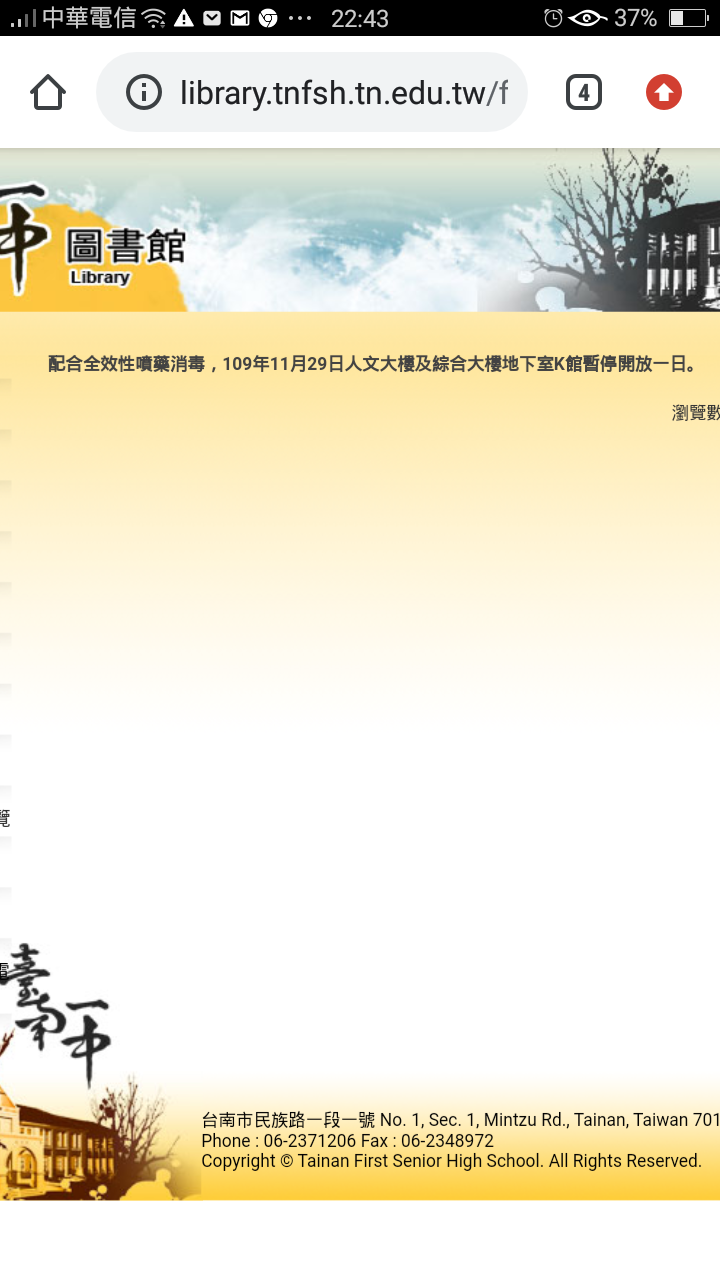 中華電信 22:43 37%
library.tnfsh.tn.edu.tw/f 4
一中 圖書館
Library
配合全效性噴藥消毒，109年11月29日人文大樓及綜合大樓地下室K館暫停開放一日。
瀏覽數
覽
臺南一中
台南市民族路一段一號 No. 1, Sec. 1, Mintzu Rd., Tainan, Taiwan 701
Phone : 06-2371206 Fax : 06-2348972
Copyright © Tainan First Senior High School. All Rights Reserved.